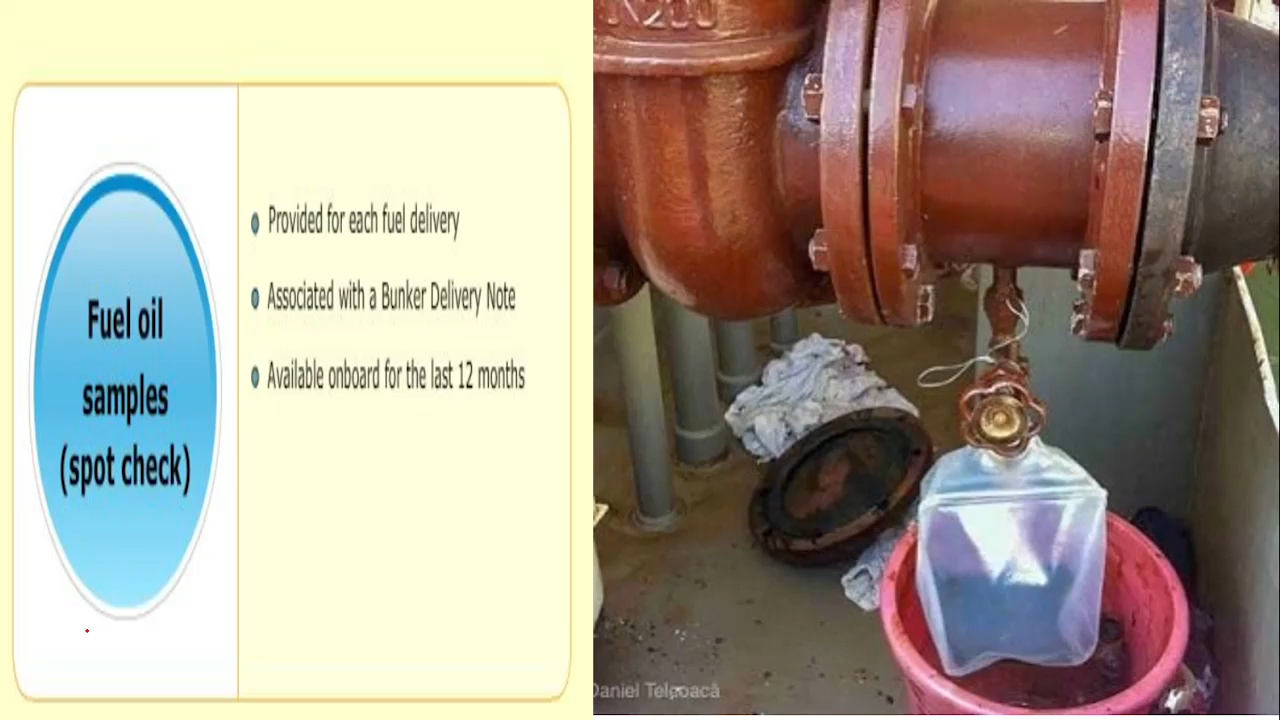 Fuel oil
samples
(spot check)
Provided for each fuel delivery
Associated with a Bunker Delivery Note
Available onboard for the last 12 months
Daniel Telęoacă